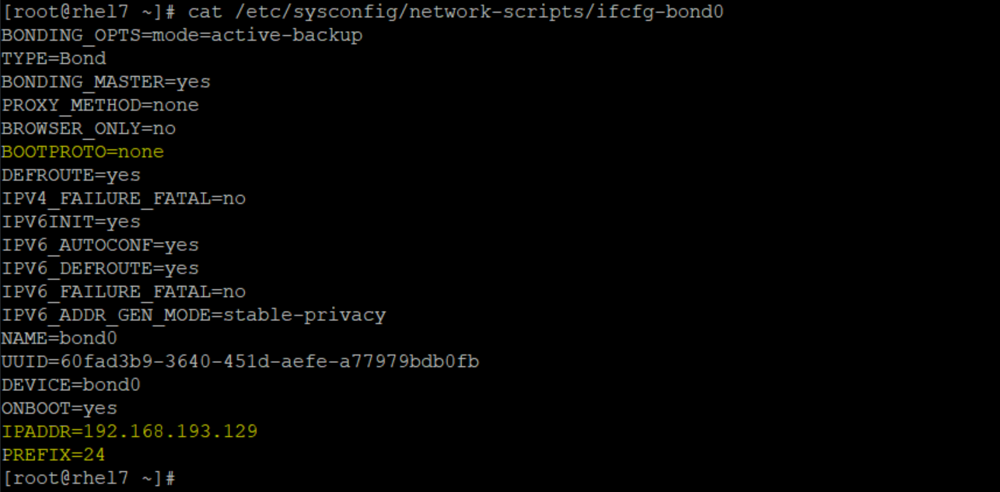 [root@rhel7 ~]# cat /etc/sysconfig/network-scripts/ifcfg-bond0
BONDING_OPTS=mode=active-backup
TYPE=Bond
BONDING_MASTER=yes
PROXY_METHOD=none
BROWSER_ONLY=no
BOOTPROTO=none
DEFROUTE=yes
IPV4_FAILURE_FATAL=no
IPV6INIT=yes
IPV6_AUTOCONF=yes
IPV6_DEFROUTE=yes
IPV6_FAILURE_FATAL=no
IPV6_ADDR_GEN_MODE=stable-privacy
NAME=bond0
UUID=60fad3b9-3640-451d-aefe-a77979bdb0fb
DEVICE=bond0
ONBOOT=yes
IPADDR=192.168.193.129
PREFIX=24
[root@rhel7 ~]#